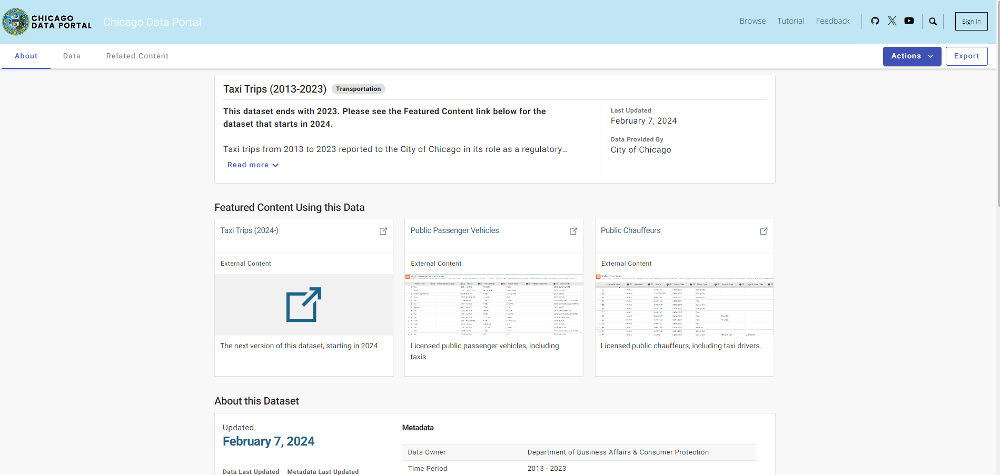 CHICAGO
DATA PORTAL
Chicago Data Portal
Browse
Tutorial
Feedback
Sign In
About
Data
Related Content
Actions
Export
Taxi Trips (2013-2023)
Transportation
This dataset ends with 2023. Please see the Featured Content link below for the
dataset that starts in 2024.
Taxi trips from 2013 to 2023 reported to the City of Chicago in its role as a regulatory…
Read more
Last Updated
February 7, 2024
Data Provided By
City of Chicago
Featured Content Using this Data
Taxi Trips (2024-)
External Content
The next version of this dataset, starting in 2024.
Public Passenger Vehicles
External Content
Public Passenger Vehicle Licenses
Licensed public passenger vehicles, including
taxis.
Public Chauffeurs
External Content
Public Chauffeurs
Licensed public chauffeurs, including taxi drivers.
About this Dataset
Updated
February 7, 2024
Data Last Updated
Metadata Last Updated
Metadata
Data Owner
Department of Business Affairs & Consumer Protection
Time Period
2013 - 2023